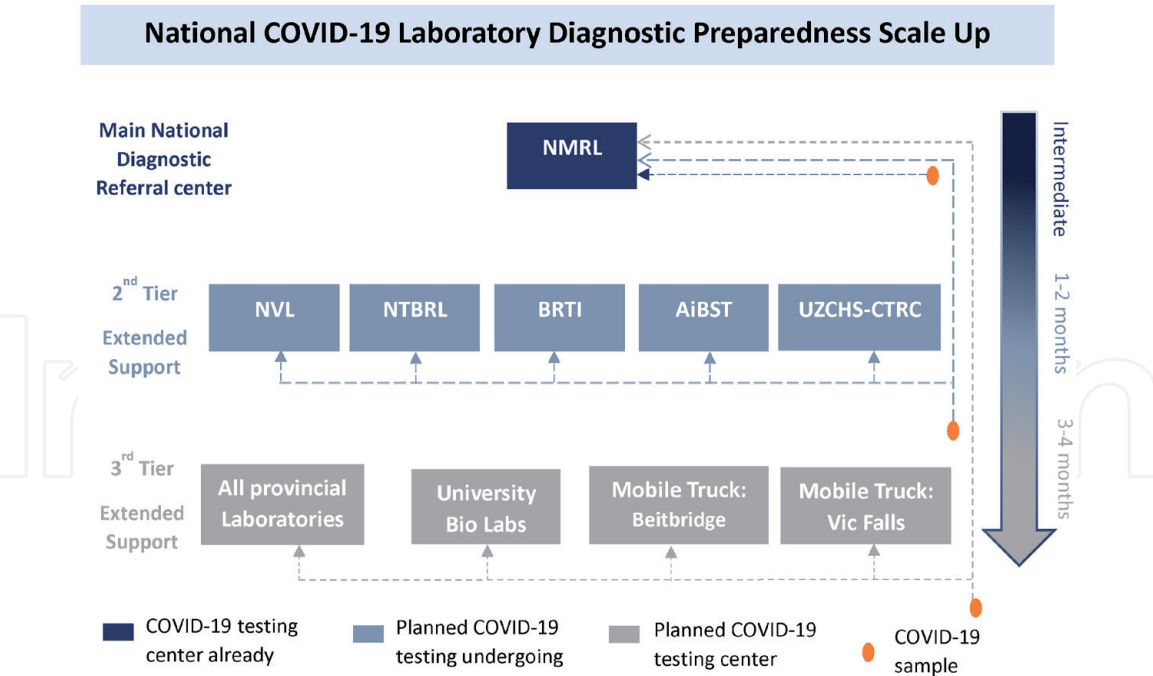 National COVID-19 Laboratory Diagnostic Preparedness Scale Up
Main National
Diagnostic
Referral center
NMRL
Intermediate
2nd Tier
Extended
Support
NVL
NTBRL
BRTI
AiBST
UZCHS-CTRC
1-2 months
3rd Tier
Extended
Support
All provincial
Laboratories
University
Bio Labs
Mobile Truck:
Beitbridge
Mobile Truck:
Vic Falls
3-4 months
COVID-19 testing
center already
Planned COVID-19
testing undergoing
Planned COVID-19
testing center
COVID-19
sample